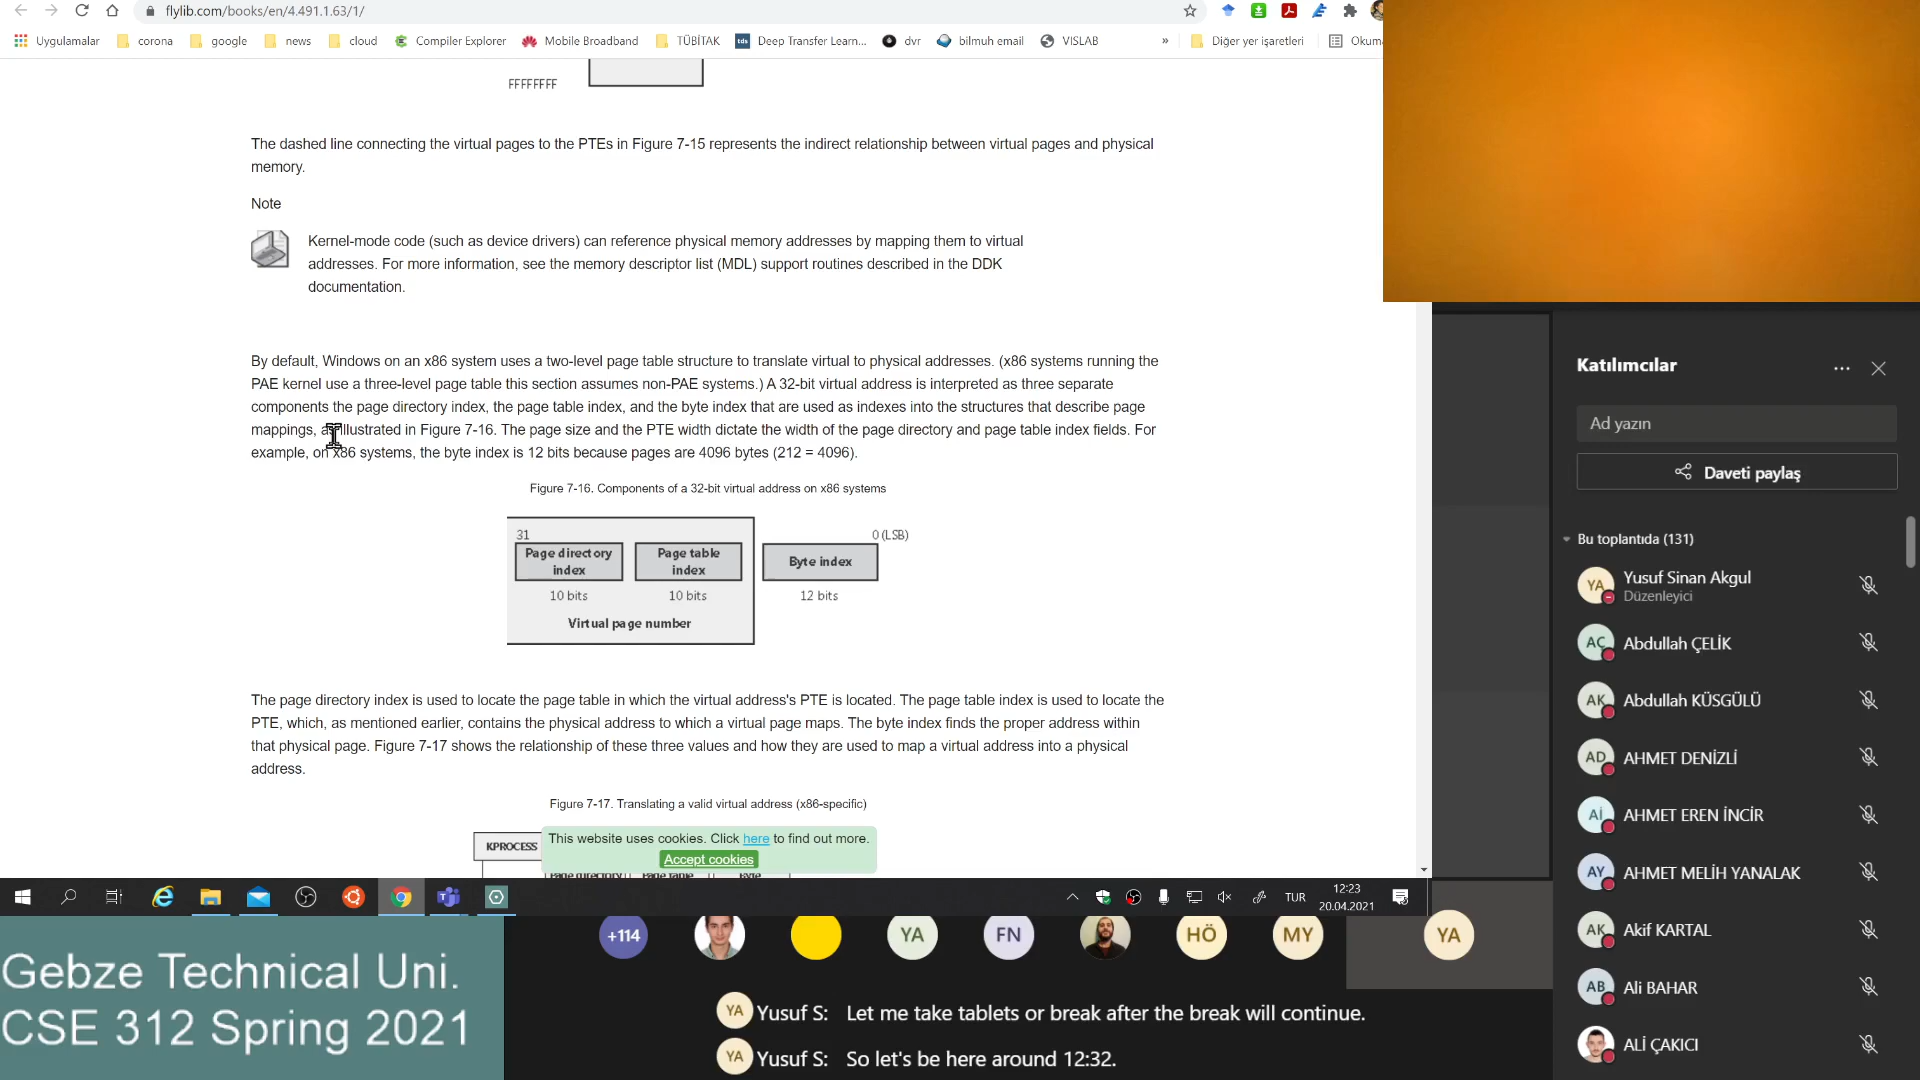 flylib.com/books/en/4.491.1.63/1/
Uygulamalar corona google news cloud Compiler Explorer Mobile Broadband TÜBİTAK tds Deep Transfer Learn... dvr bilmuh email VISLAB » Diğer yer işaretleri Okuma
FFFFFFFF
The dashed line connecting the virtual pages to the PTEs in Figure 7-15 represents the indirect relationship between virtual pages and physical
memory.
Note
Kernel-mode code (such as device drivers) can reference physical memory addresses by mapping them to virtual
addresses. For more information, see the memory descriptor list (MDL) support routines described in the DDK
documentation.
By default, Windows on an x86 system uses a two-level page table structure to translate virtual to physical addresses. (x86 systems running the
PAE kernel use a three-level page table this section assumes non-PAE systems.) A 32-bit virtual address is interpreted as three separate
components the page directory index, the page table index, and the byte index that are used as indexes into the structures that describe page
mappings, as illustrated in Figure 7-16. The page size and the PTE width dictate the width of the page directory and page table index fields. For
example, on x86 systems, the byte index is 12 bits because pages are 4096 bytes (212 = 4096).
Figure 7-16. Components of a 32-bit virtual address on x86 systems
31 0 (LSB)
Page directory index
Page table index
Byte index
10 bits 10 bits 12 bits
Virtual page number
The page directory index is used to locate the page table in which the virtual address's PTE is located. The page table index is used to locate the
PTE, which, as mentioned earlier, contains the physical address to which a virtual page maps. The byte index finds the proper address within
that physical page. Figure 7-17 shows the relationship of these three values and how they are used to map a virtual address into a physical
address.
Figure 7-17. Translating a valid virtual address (x86-specific)
KPROCESS
This website uses cookies. Click here to find out more.
Accept cookies
Page directory Page table Byte
TUR
12:23
20.04.2021
Katılımcılar
Ad yazın
Daveti paylaş
Bu toplantıda (131)
YA Yusuf Sinan Akgul
Düzenleyici
AÇ Abdullah ÇELİK
AK Abdullah KÜSGÜLÜ
AD AHMET DENİZLİ
Aİ AHMET EREN İNCİR
AY AHMET MELİH YANALAK
AK Akif KARTAL
AB Ali BAHAR
ALİ ÇAKICI
+114 YA FN HÖ MY YA
Gebze Technical Uni.
CSE 312 Spring 2021
YA Yusuf S: Let me take tablets or break after the break will continue.
YA Yusuf S: So let's be here around 12:32.